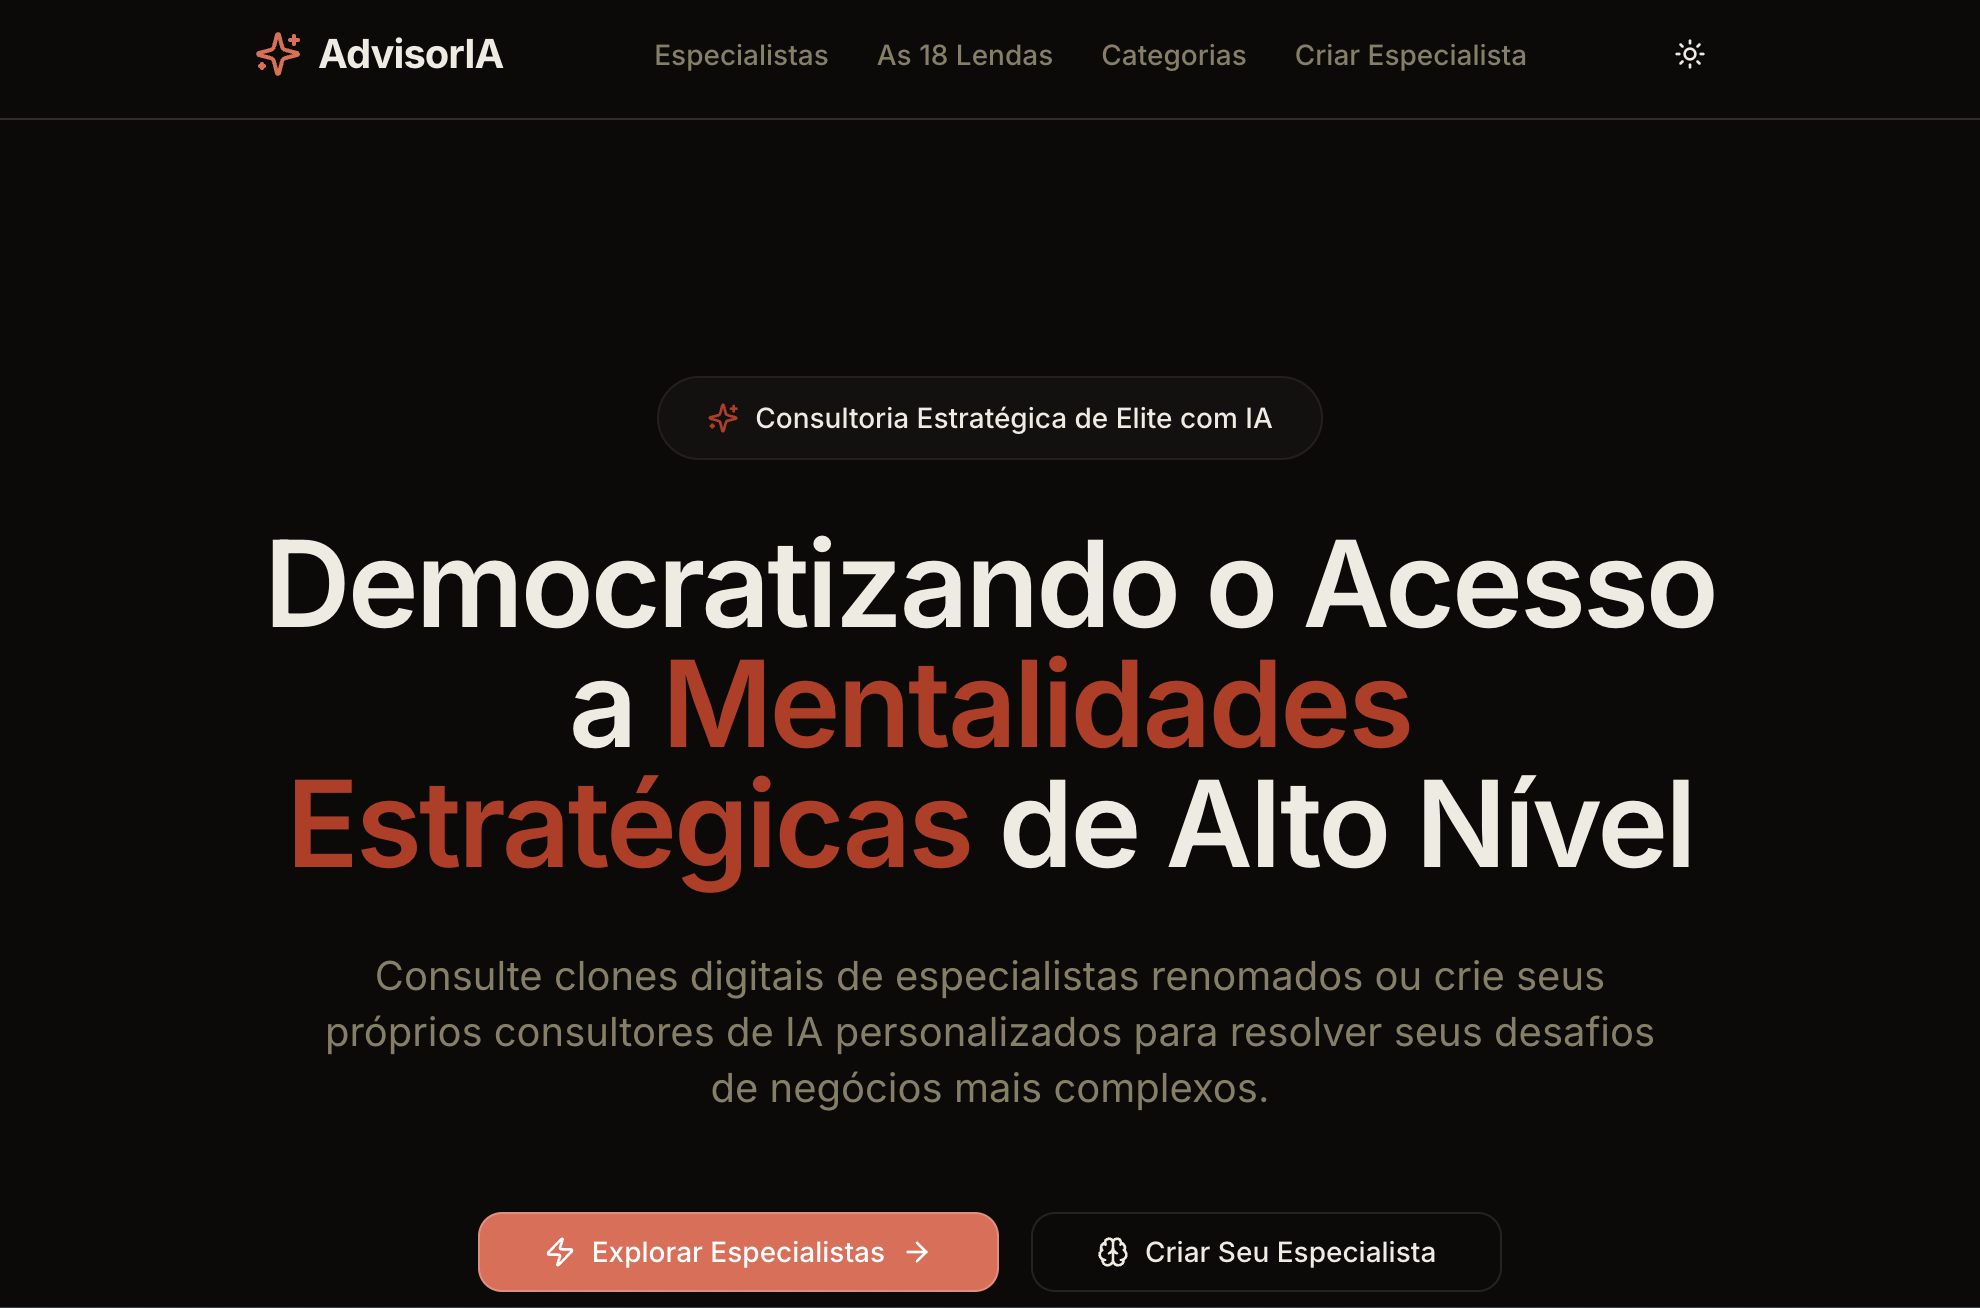 AdvisorIA
Especialistas
As 18 Lendas
Categorias
Criar Especialista
Consultoria Estratégica de Elite com IA
Democratizando o Acesso
a Mentalidades
Estratégicas de Alto Nível
Consulte clones digitais de especialistas renomados ou crie seus
próprios consultores de IA personalizados para resolver seus desafios
de negócios mais complexos.
Explorar Especialistas
Criar Seu Especialista